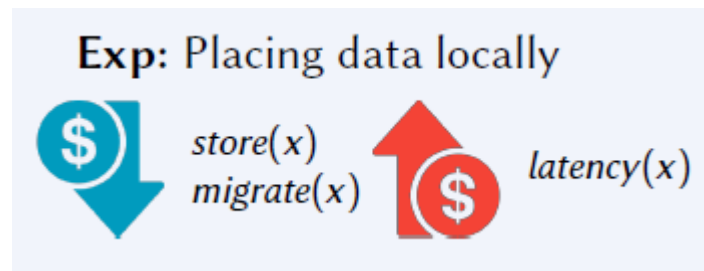 Exp: Placing data locally
$
store(x)
migrate(x)
$
latency(x)